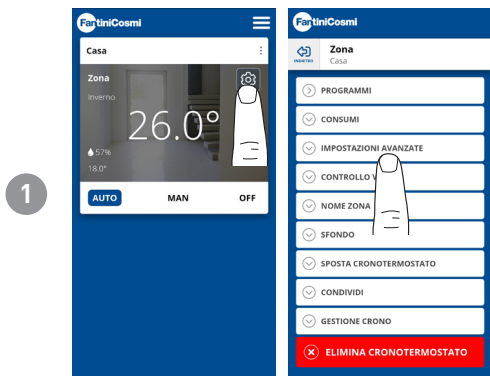 1
FantiniCosmi
Casa
Zona
Inverno
26.0°
57%
18.0°
AUTO MAN OFF
FantiniCosmi
INDIETRO
Zona
Casa
PROGRAMMI
CONSUMI
IMPOSTAZIONI AVANZATE
CONTROLLO V
NOME ZONA
SFONDO
SPOSTA CRONOTERMOSTATO
CONDIVIDI
GESTIONE CRONO
ELIMINA CRONOTERMOSTATO